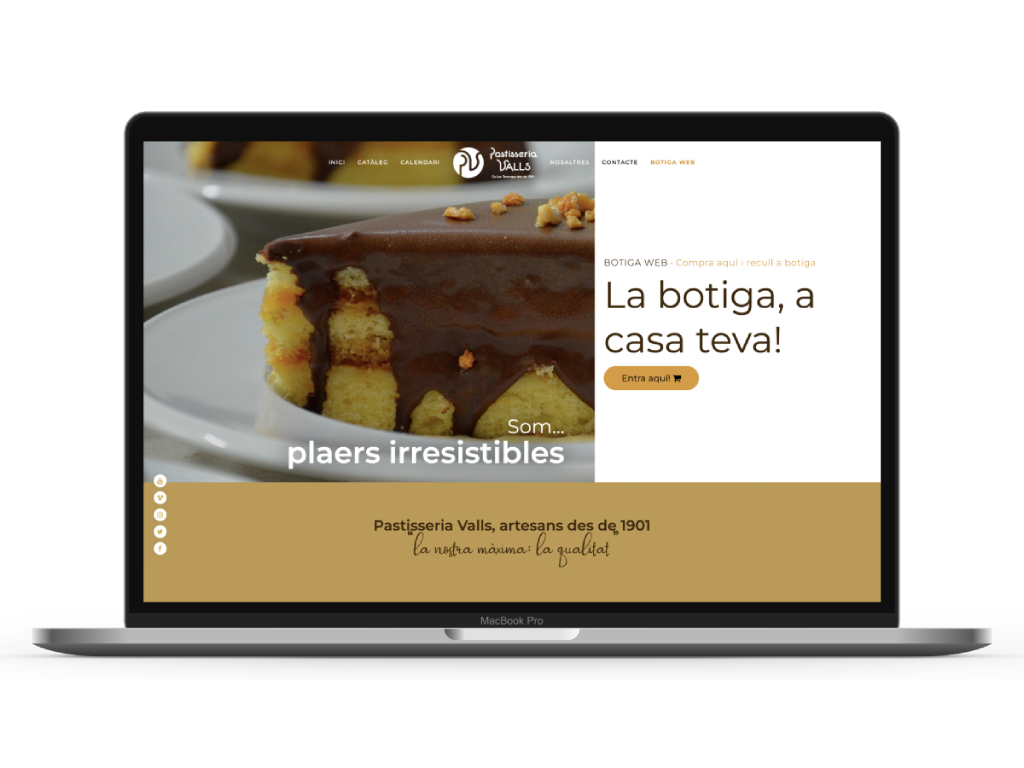 INICI CATÀLEG CALENDARI
Pastisseria
VALLS
NOSALTRES CONTACTE BOTIGA WEB
BOTIGA WEB - Compra aquí i recull a botiga
La botiga, a
casa teva!
Entra aquí!
Som...
plaers irresistibles
Pastisseria Valls, artesans des de 1901
"la nostra màxima: la qualitat"
MacBook Pro